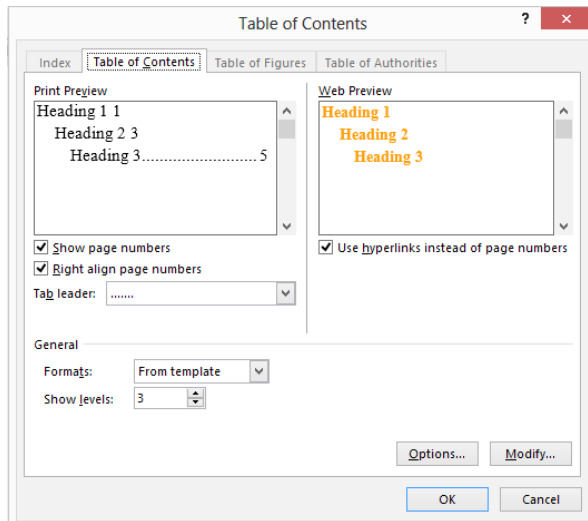 Table of Contents
? ×
Index Table of Contents Table of Figures Table of Authorities
Print Preview
Heading 1 1
Heading 2 3
Heading 3........................... 5
Show page numbers
Right align page numbers
Tab leader: .......
Web Preview
Heading 1
Heading 2
Heading 3
Use hyperlinks instead of page numbers
General
Formats: From template
Show levels: 3
Options... Modify...
OK Cancel